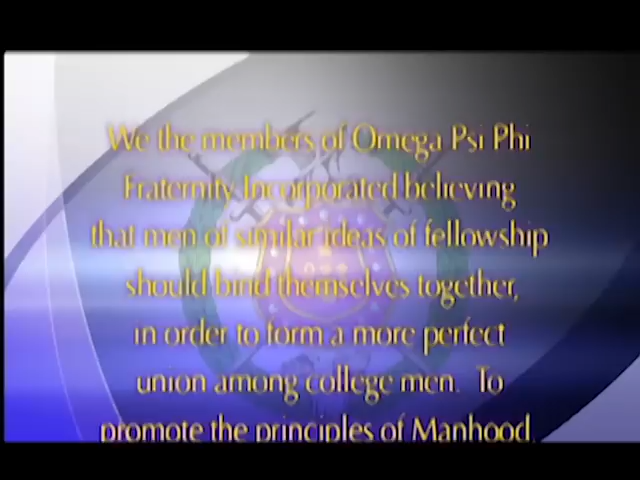 We the members of Omega Psi Phi
Fraternity Incorporated believing
that men of similar ideas of fellowship
should bind themselves together,
in order to form a more perfect
union among college men. To
promote the principles of Manhood,